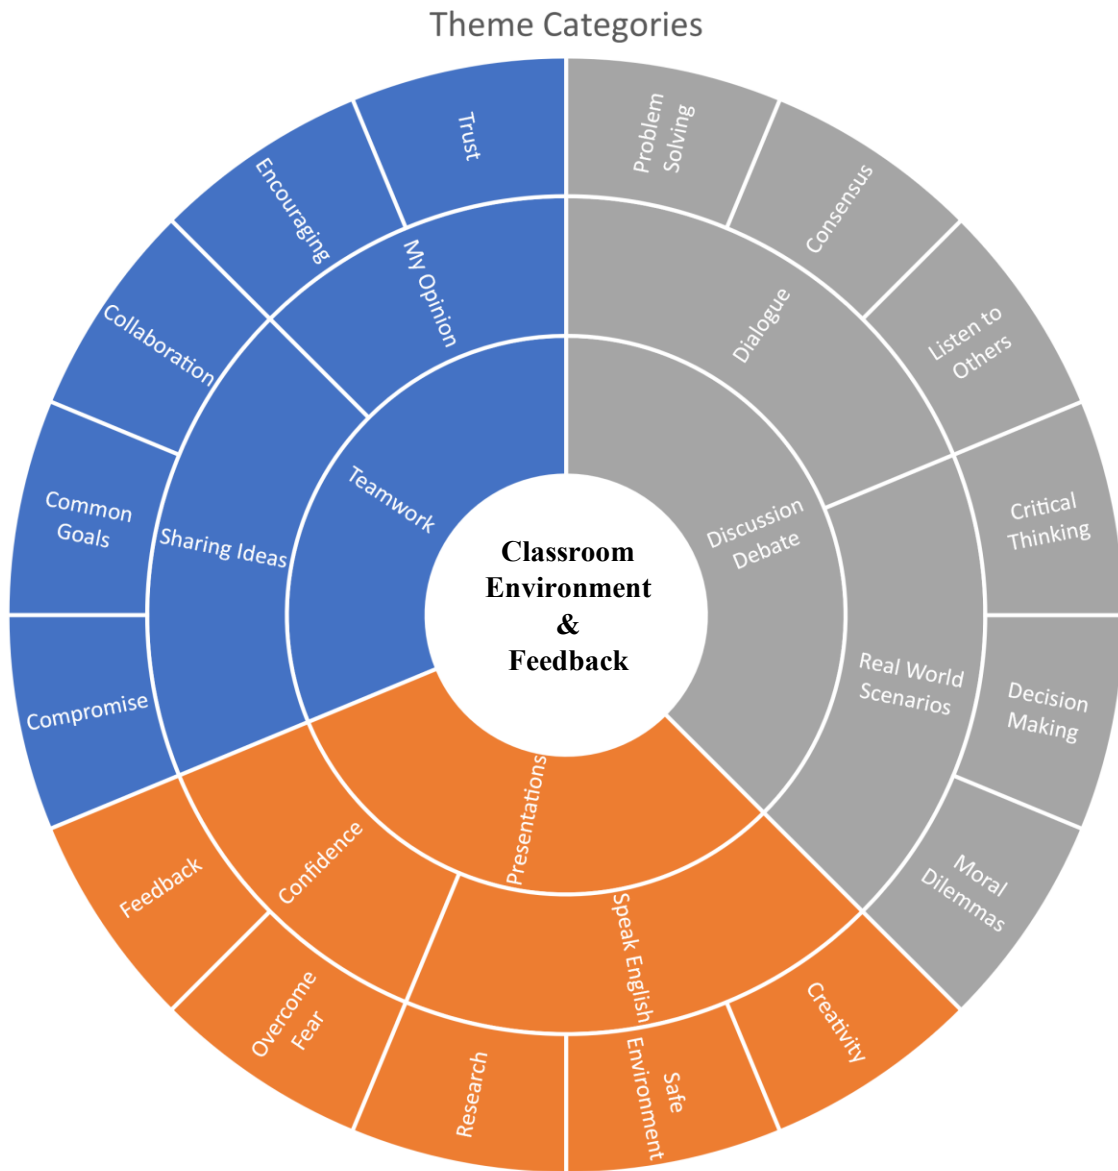 Theme Categories
Problem
Solving
Consensus
Listen to
Others
Critical
Thinking
Decision
Making
Moral
Dilemmas
Dialogue
Real World
Scenarios
Discussion
Debate
Creativity
Safe
Environment
Research
Overcome
Fear
Feedback
Speak English
Confidence
Presentations
Compromise
Common
Goals
Collaboration
Encouraging
Trust
Sharing Ideas
My Opinion
Teamwork
Classroom
Environment
&
Feedback